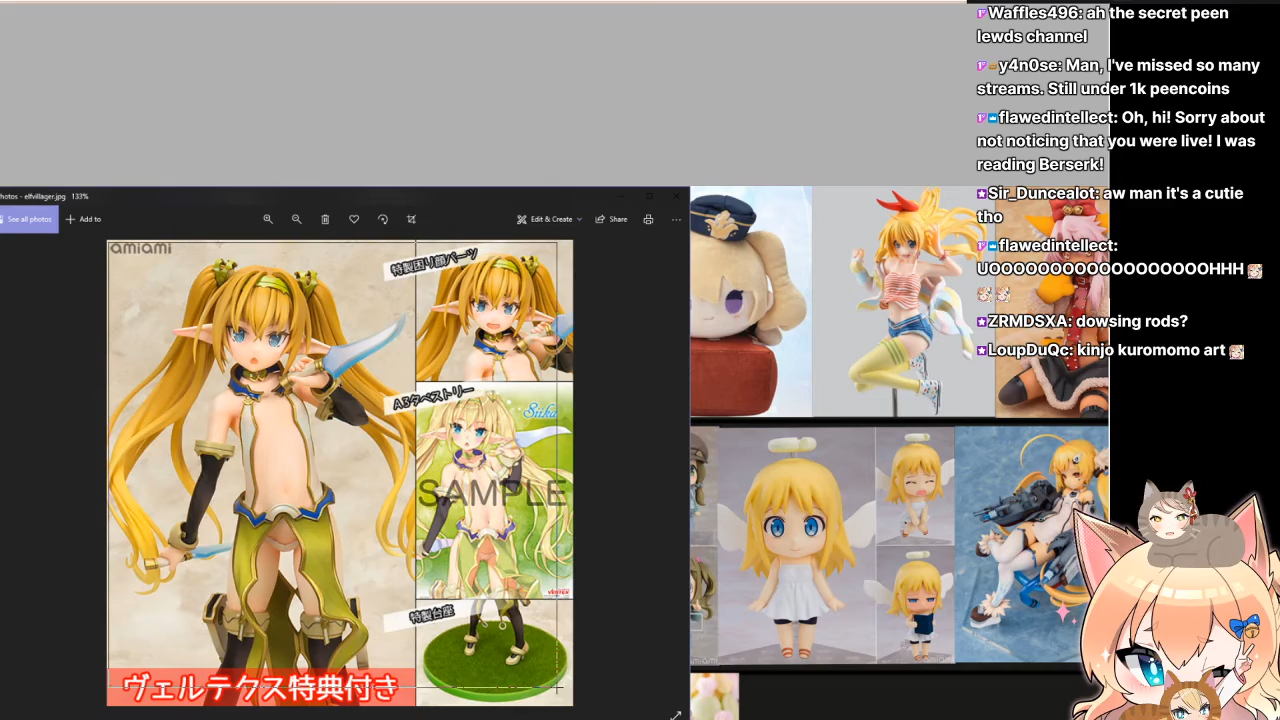 Waffles496: ah the secret peen
lewds channel
y4n0se: Man, I've missed so many
streams. Still under 1k peencoins
flawedintellect: Oh, hi! Sorry about
not noticing that you were live! I was
reading Berserk!
Sir_Duncealot: aw man it's a cutie
tho
flawedintellect:
UOOOOOOOOOOOOOOOOOOHHH
ZRMDSXA: dowsing rods?
LoupDuQc: kinjo kuromomo art
hotos - elfvillager.jpg 133%
See all photos
Add to
Edit & Create
Share
amiami
特製困り顔パーツ
A3タペストリー
Siika
SAMPLE
VERTEX
特製台座
ヴェルテクス特典付き
amiami